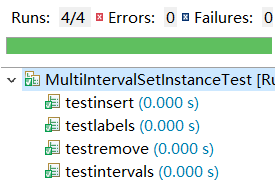 Runs: 4/4 Errors: 0 Failures: 0
MultiIntervalSetInstanceTest [Ru
testinsert (0.000 s)
testlabels (0.000 s)
testremove (0.000 s)
testintervals (0.000 s)